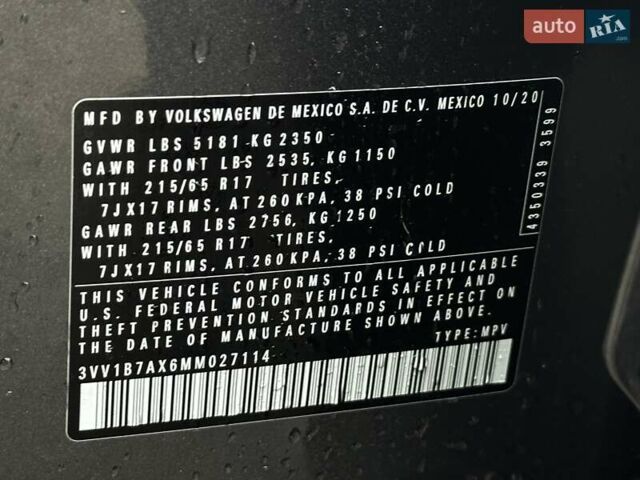 auto RIA.com
MFD BY VOLKSWAGEN DE MEXICO S.A. DE C.V. MEXICO 10/20
GVWR LBS 5181 KG 2350
GAWR FRONT LBS 2535, KG 1150
WITH 215/65 R17 TIRES,
7JX17 RIMS, AT 260 KPA, 38 PSI COLD
GAWR REAR LBS 2756, KG 1250
WITH 215/65 R17 TIRES,
7JX17 RIMS, AT 260 KPA, 38 PSI COLD
4350339 3599
THIS VEHICLE CONFORMS TO ALL APPLICABLE
U.S. FEDERAL MOTOR VEHICLE SAFETY AND
THEFT PREVENTION STANDARDS IN EFFECT ON
THE DATE OF MANUFACTURE SHOWN ABOVE.
3VV1B7AX6MM027114 TYPE: MPV